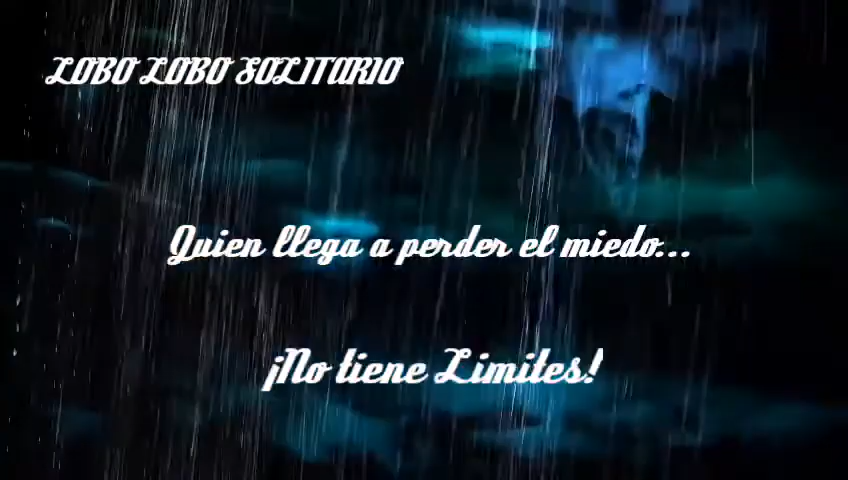 LOBO LOBO SOLITARIO
Quien llega a perder el miedo...
¡No tiene Limites!